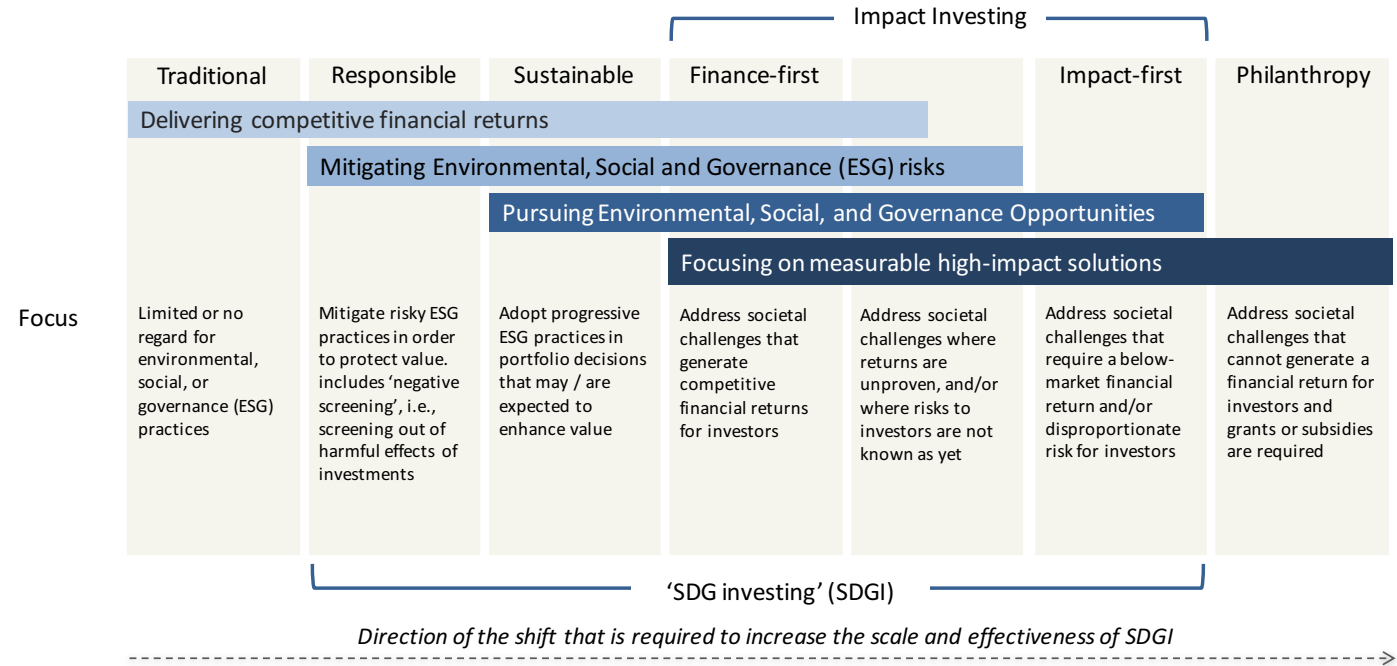 Impact Investing
Traditional
Responsible
Sustainable
Finance-first
Impact-first
Philanthropy
Delivering competitive financial returns
Mitigating Environmental, Social and Governance (ESG) risks
Pursuing Environmental, Social, and Governance Opportunities
Focusing on measurable high-impact solutions
Focus
Limited or no
regard for
environmental,
social, or
governance (ESG)
practices
Mitigate risky ESG
practices in order
to protect value.
includes ‘negative
screening’, i.e.,
screening out of
harmful effects of
investments
Adopt progressive
ESG practices in
portfolio decisions
that may / are
expected to
enhance value
Address societal
challenges that
generate
competitive
financial returns
for investors
Address societal
challenges where
returns are
unproven, and/or
where risks to
investors are not
known as yet
Address societal
challenges that
require a below-
market financial
return and/or
disproportionate
risk for investors
Address societal
challenges that
cannot generate a
financial return for
investors and
grants or subsidies
are required
‘SDG investing’ (SDGI)
Direction of the shift that is required to increase the scale and effectiveness of SDGI